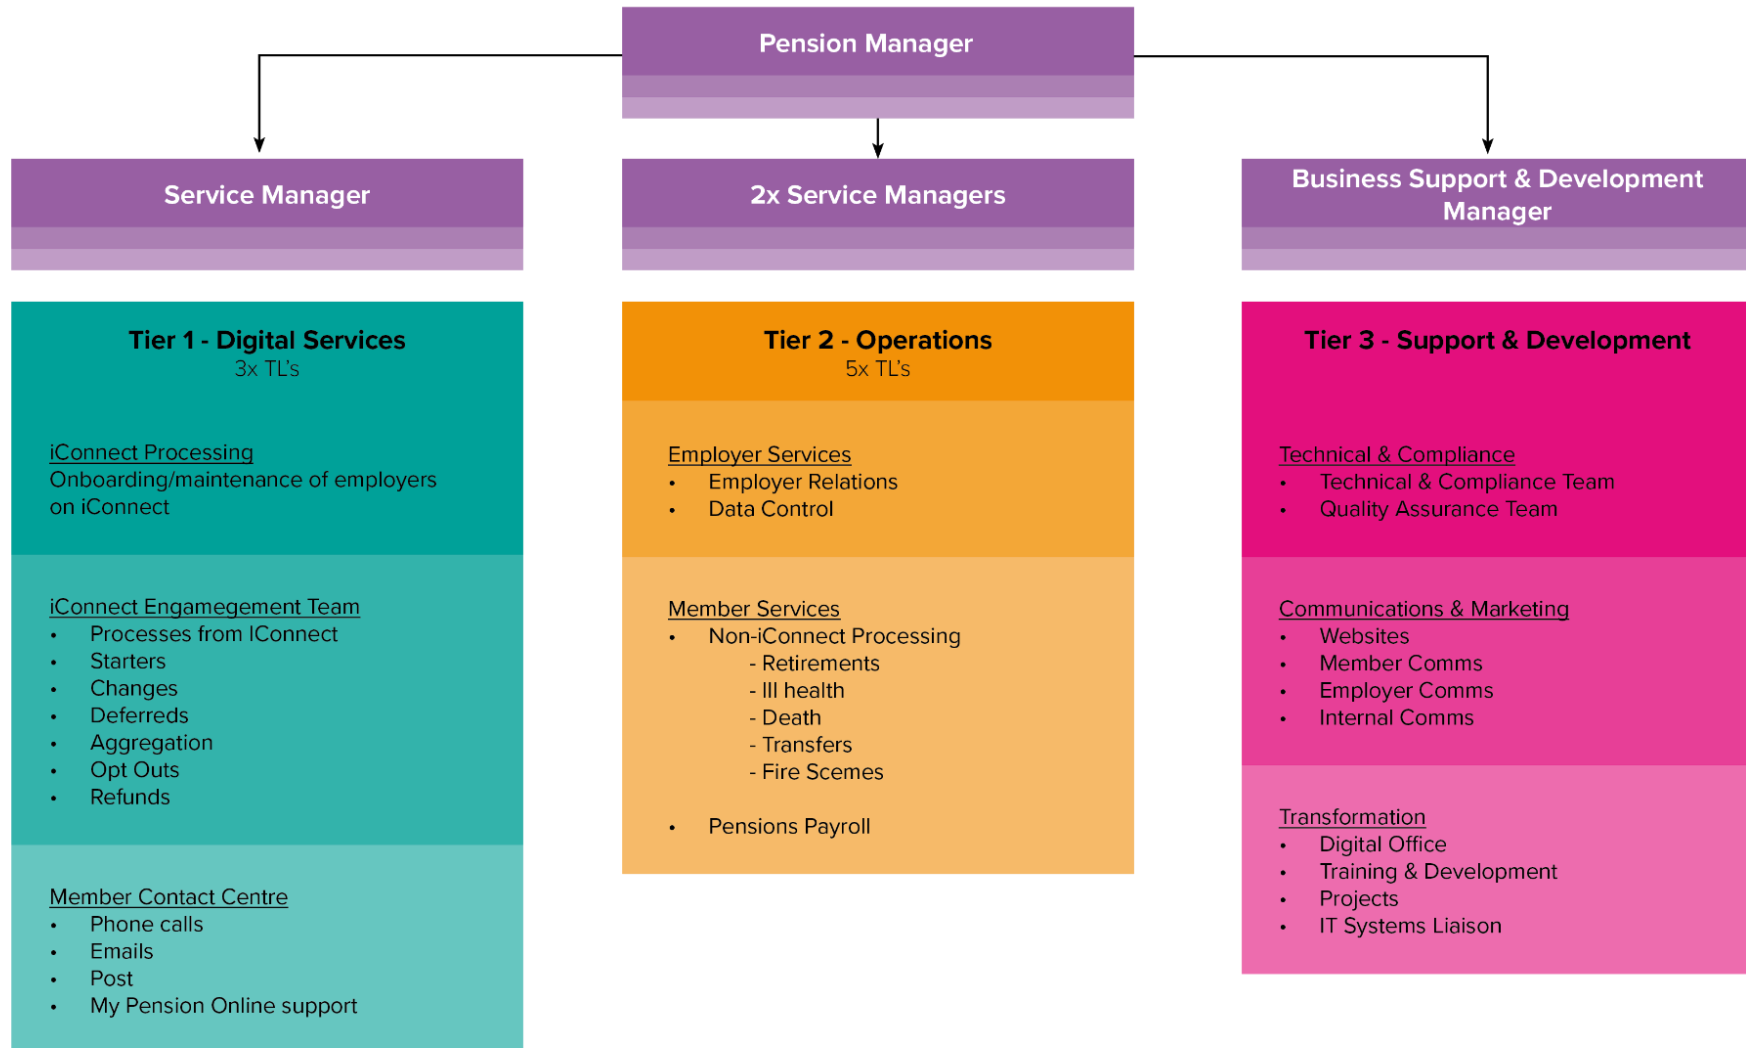 Pension Manager
Service Manager
2x Service Managers
Business Support & Development
Manager
Tier 1 - Digital Services
3x TL's
iConnect Processing
Onboarding/maintenance of employers
on iConnect
iConnect Engamegement Team
• Processes from IConnect
• Starters
• Changes
• Deferreds
• Aggregation
• Opt Outs
• Refunds
Member Contact Centre
• Phone calls
• Emails
• Post
• My Pension Online support
Tier 2 - Operations
5x TL's
Employer Services
• Employer Relations
• Data Control
Member Services
• Non-iConnect Processing
- Retirements
- Ill health
- Death
- Transfers
- Fire Schemes
• Pensions Payroll
Tier 3 - Support & Development
Technical & Compliance
• Technical & Compliance Team
• Quality Assurance Team
Communications & Marketing
• Websites
• Member Comms
• Employer Comms
• Internal Comms
Transformation
• Digital Office
• Training & Development
• Projects
• IT Systems Liaison